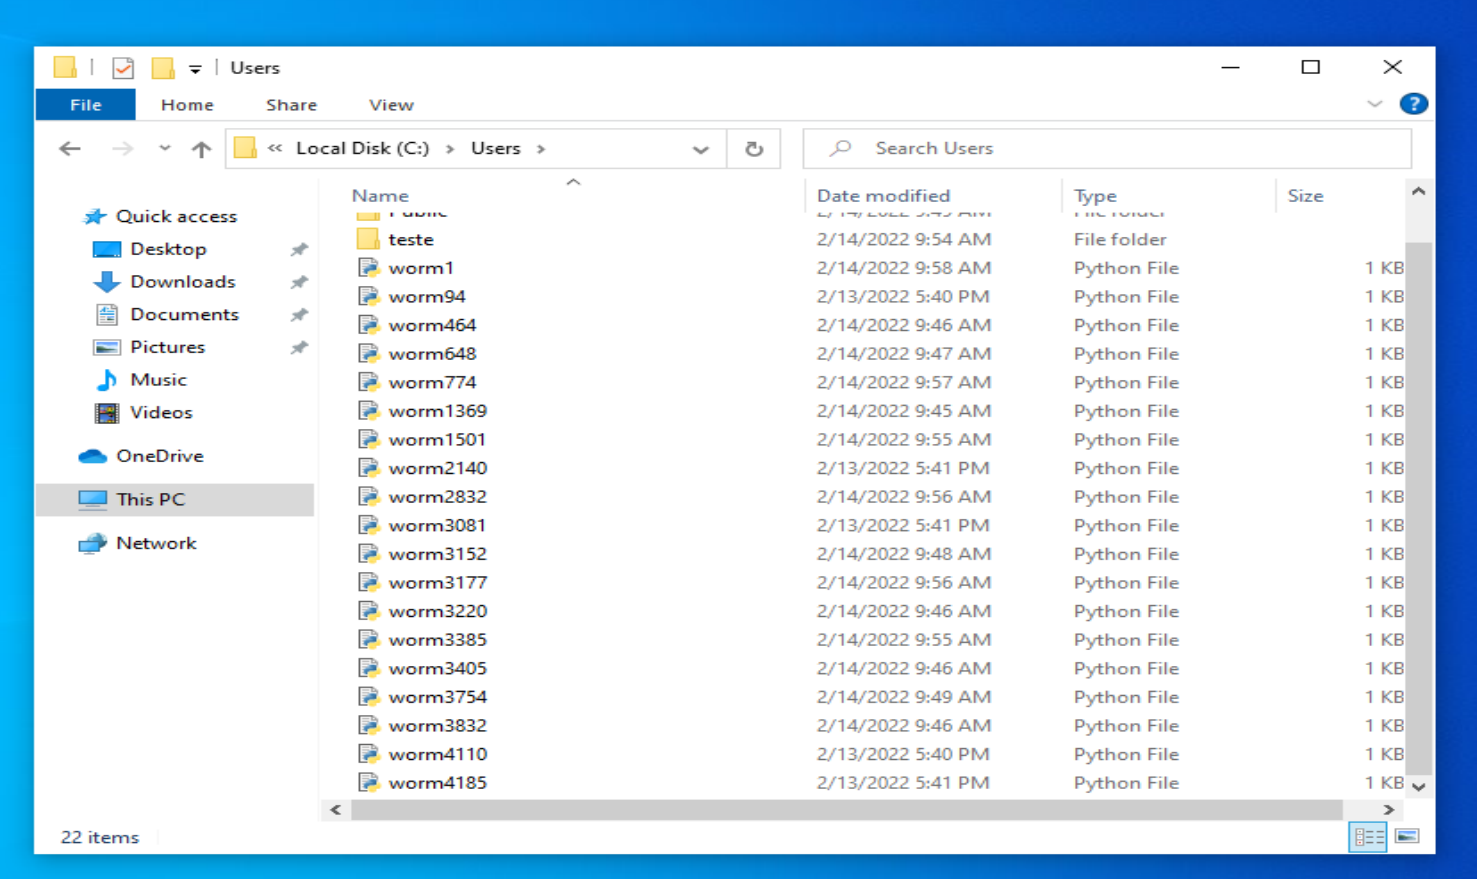 Users
File Home Share View
Local Disk (C:) Users Search Users
Name Date modified Type Size
Quick access
Desktop
Downloads
Documents
Pictures
Music
Videos
OneDrive
This PC
Network
Public
teste 2/14/2022 9:54 AM File folder
worm1 2/14/2022 9:58 AM Python File 1 KB
worm94 2/13/2022 5:40 PM Python File 1 KB
worm464 2/14/2022 9:46 AM Python File 1 KB
worm648 2/14/2022 9:47 AM Python File 1 KB
worm774 2/14/2022 9:57 AM Python File 1 KB
worm1369 2/14/2022 9:45 AM Python File 1 KB
worm1501 2/14/2022 9:55 AM Python File 1 KB
worm2140 2/13/2022 5:41 PM Python File 1 KB
worm2832 2/14/2022 9:56 AM Python File 1 KB
worm3081 2/13/2022 5:41 PM Python File 1 KB
worm3152 2/14/2022 9:48 AM Python File 1 KB
worm3177 2/14/2022 9:56 AM Python File 1 KB
worm3220 2/14/2022 9:46 AM Python File 1 KB
worm3385 2/14/2022 9:55 AM Python File 1 KB
worm3405 2/14/2022 9:46 AM Python File 1 KB
worm3754 2/14/2022 9:49 AM Python File 1 KB
worm3832 2/14/2022 9:46 AM Python File 1 KB
worm4110 2/13/2022 5:40 PM Python File 1 KB
worm4185 2/13/2022 5:41 PM Python File 1 KB
22 items